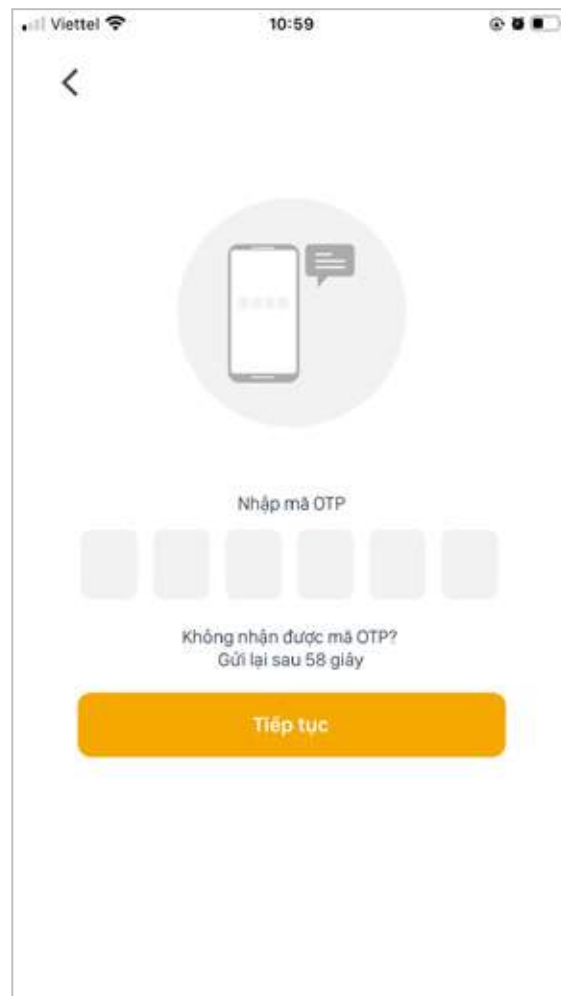 Viettel 10:59
Nhập mã OTP
Không nhận được mã OTP?
Gửi lại sau 58 giây
Tiếp tục